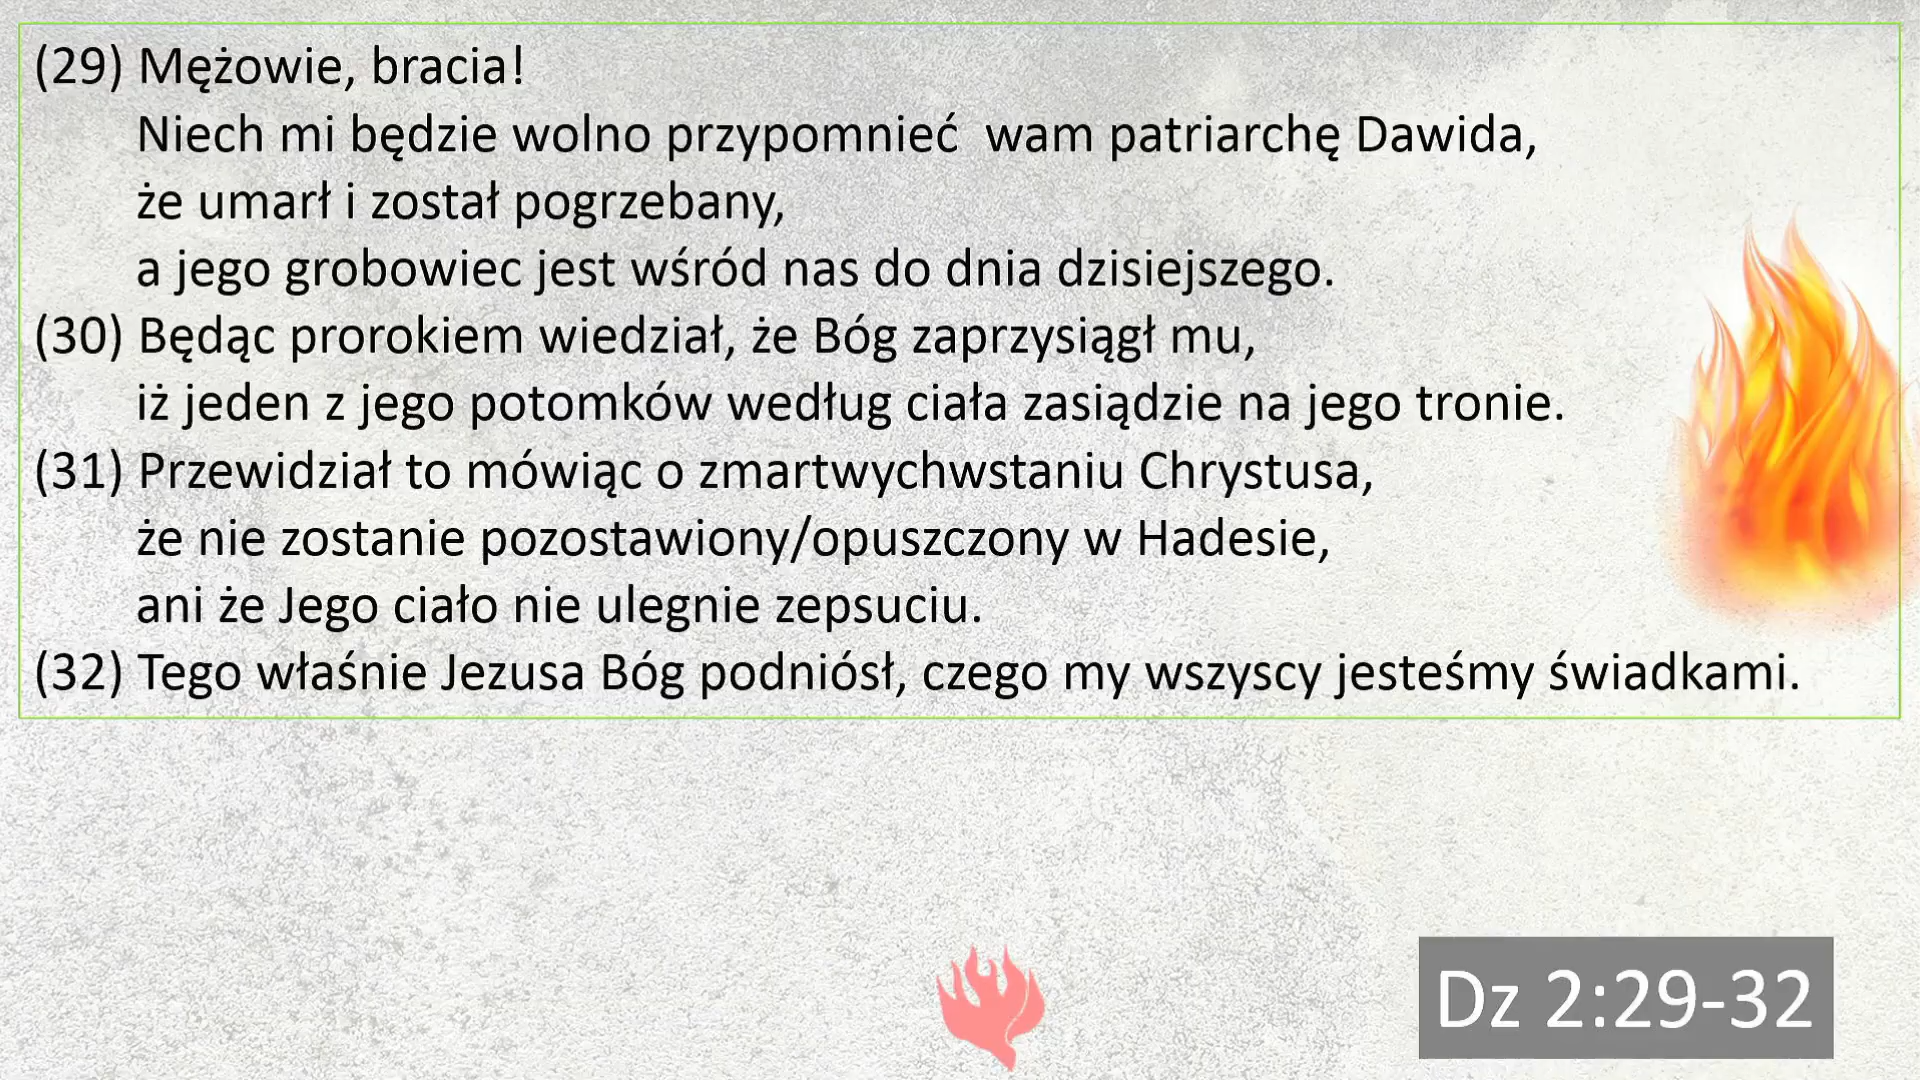 (29) Mężowie, bracia!
Niech mi będzie wolno przypomnieć  wam patriarchę Dawida,
że umarł i został pogrzebany,
a jego grobowiec jest wśród nas do dnia dzisiejszego.
(30) Będąc prorokiem wiedział, że Bóg zaprzysiągł mu,
iż jeden z jego potomków według ciała zasiądzie na jego tronie.
(31) Przewidział to mówiąc o zmartwychwstaniu Chrystusa,
że nie zostanie pozostawiony/opuszczony w Hadesie,
ani że Jego ciało nie ulegnie zepsuciu.
(32) Tego właśnie Jezusa Bóg podniósł, czego my wszyscy jesteśmy świadkami.
Dz 2:29-32